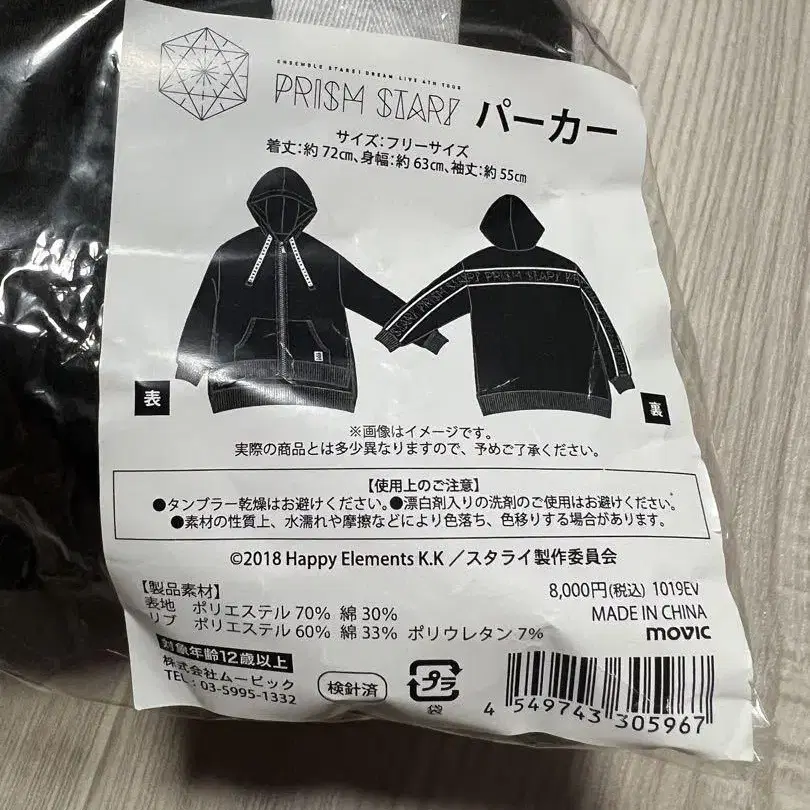 ENSEMBLE STARS! DREAM LIVE 4TH TOUR
PRISM STAR!
パーカー
サイズ:フリーサイズ
着丈:約72cm、身幅:約63cm、袖丈:約55cm
PRISM STAR!
表
裏
※画像はイメージです。
実際の商品とは多少異なりますので、予めご了承ください。
【使用上のご注意】
●タンブラー乾燥はお避けください。●漂白剤入りの洗剤のご使用はお避けください。
●素材の性質上、水濡れや摩擦などにより色落ち、色移りする場合があります。
©2018 Happy Elements K.K/スタライ製作委員会
【製品素材】
表地 ポリエステル70% 綿30%
リブ ポリエステル60% 綿33% ポリウレタン7%
8,000円(税込) 1019EV
MADE IN CHINA
movic
対象年齢12歳以上
株式会社ムービック
TEL:03-5995-1332
検針済
プラ
袋
4 549743 305967